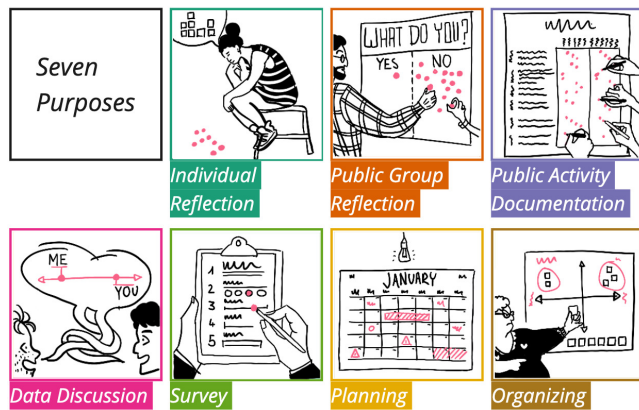 Seven
Purposes
WHAT DO YOU?
YES NO
Individual
Reflection
Public Group
Reflection
Public Activity
Documentation
ME
YOU
1
2
3
4
5
JANUARY
Data Discussion
Survey
Planning
Organizing